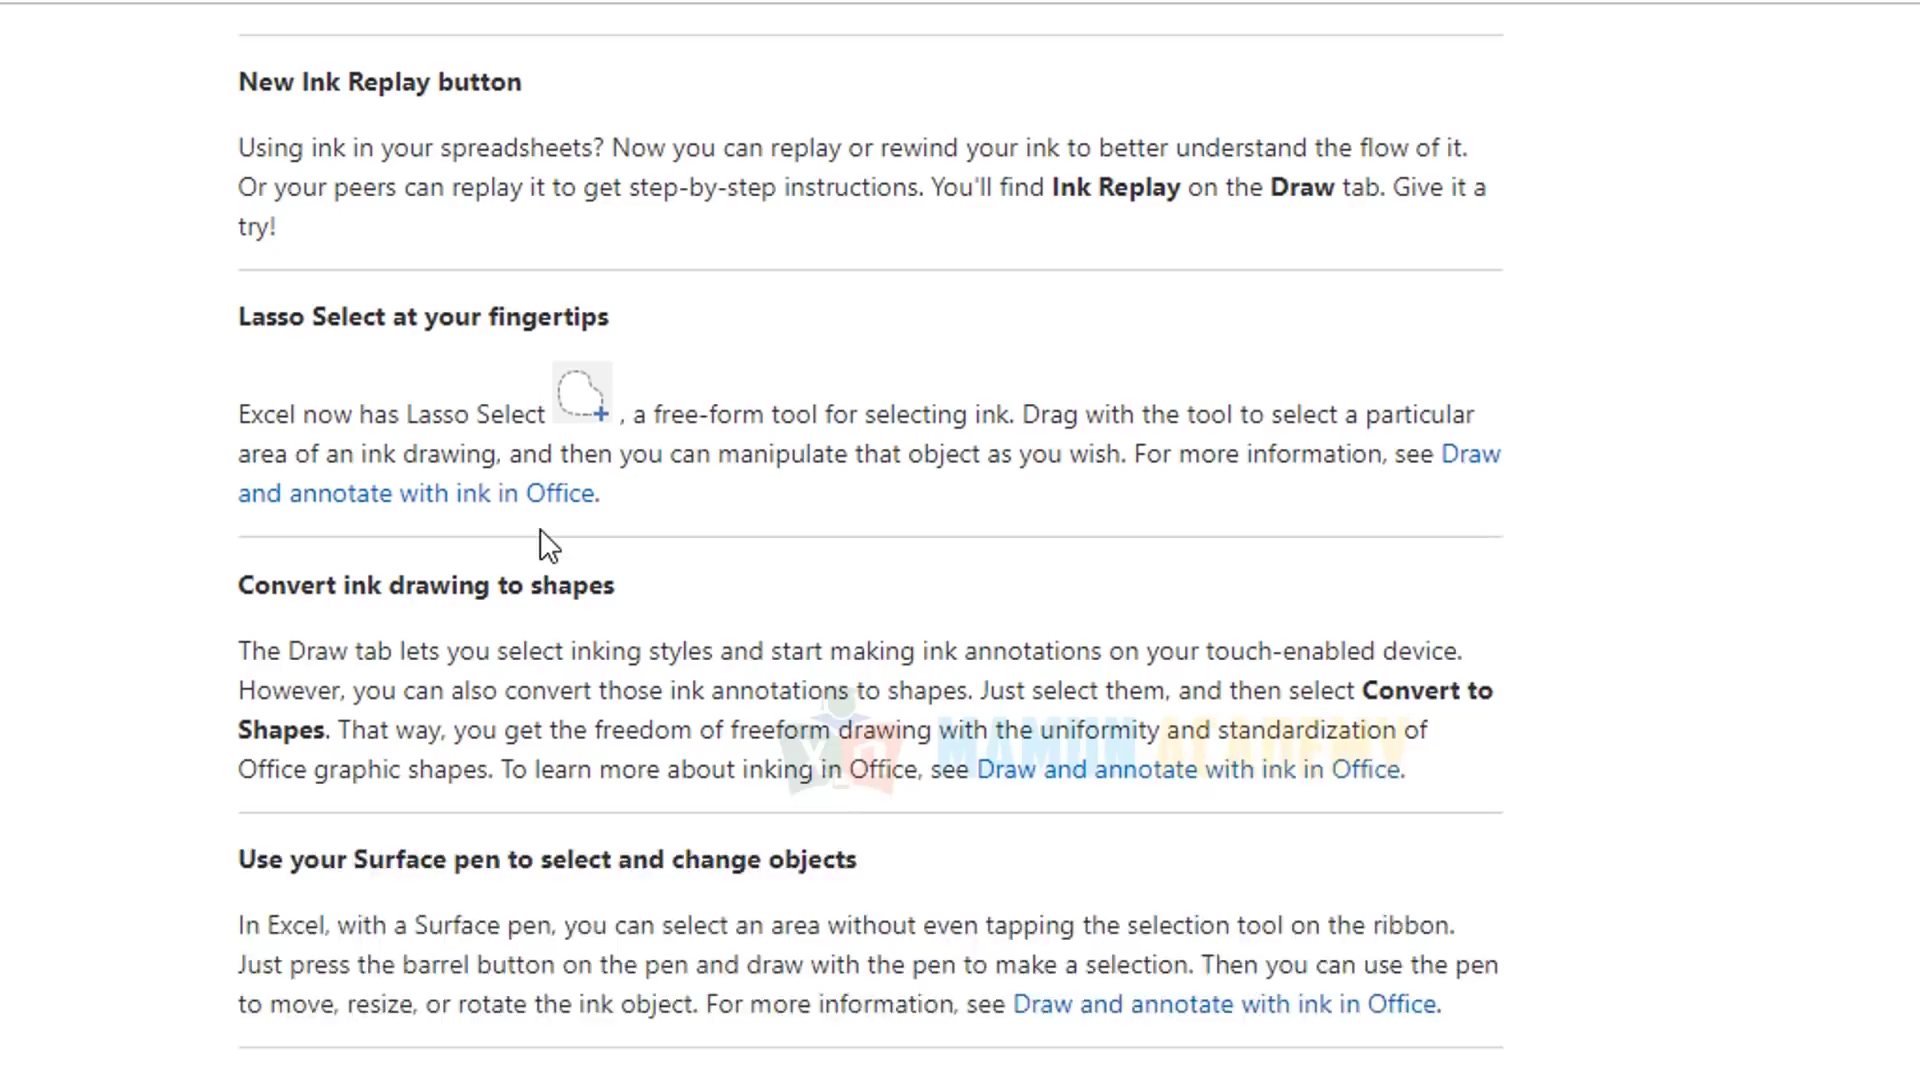 New Ink Replay button
Using ink in your spreadsheets? Now you can replay or rewind your ink to better understand the flow of it.
Or your peers can replay it to get step-by-step instructions. You'll find Ink Replay on the Draw tab. Give it a
try!
Lasso Select at your fingertips
Excel now has Lasso Select , a free-form tool for selecting ink. Drag with the tool to select a particular
area of an ink drawing, and then you can manipulate that object as you wish. For more information, see Draw
and annotate with ink in Office.
Convert ink drawing to shapes
The Draw tab lets you select inking styles and start making ink annotations on your touch-enabled device.
However, you can also convert those ink annotations to shapes. Just select them, and then select Convert to
Shapes. That way, you get the freedom of freeform drawing with the uniformity and standardization of
Office graphic shapes. To learn more about inking in Office, see Draw and annotate with ink in Office.
MAMUN ACADEMY
Use your Surface pen to select and change objects
In Excel, with a Surface pen, you can select an area without even tapping the selection tool on the ribbon.
Just press the barrel button on the pen and draw with the pen to make a selection. Then you can use the pen
to move, resize, or rotate the ink object. For more information, see Draw and annotate with ink in Office.